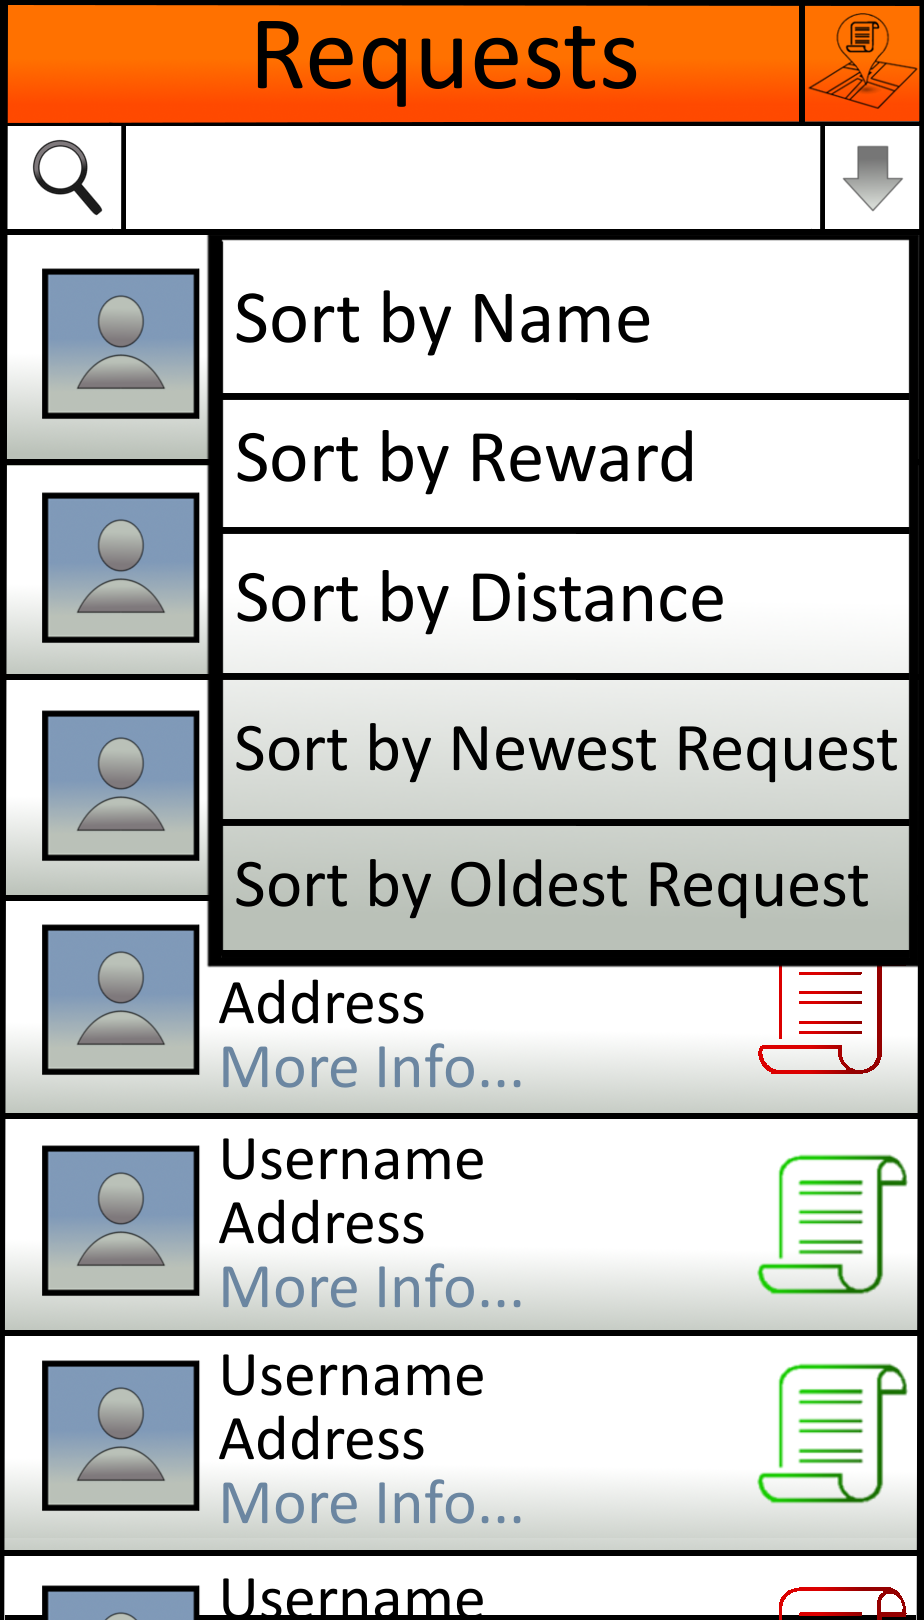 Requests
Sort by Name
Sort by Reward
Sort by Distance
Sort by Newest Request
Sort by Oldest Request
Address
More Info...
Username
Address
More Info...
Username
Address
More Info...
Username